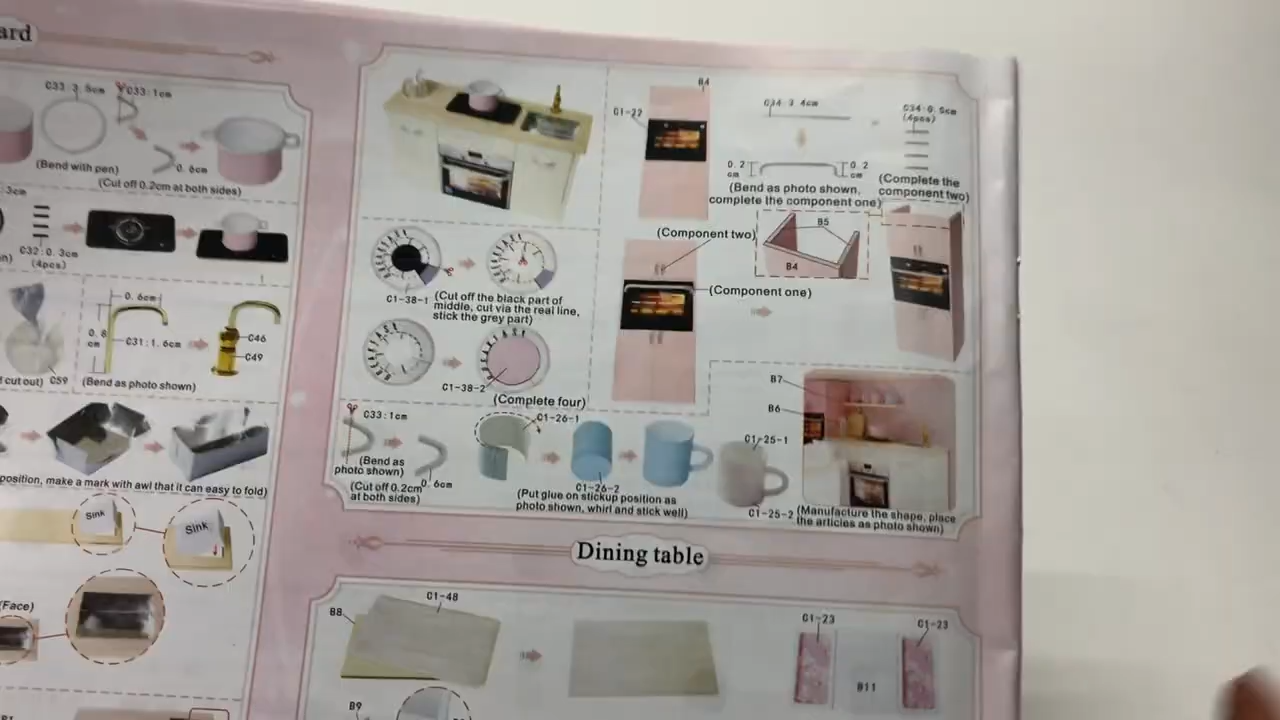 ard
C33:3.8cm
C33:1cm
(Bend with pen)
0.6cm
(Cut off 0.2cm at both sides)
3cm
C32:0.3cm
(4pcs)
0.6cm
0.8
cm
C31:1.6cm
C46
C49
cut out)
C59
(Bend as photo shown)
position, make a mark with awl that it can easy to fold)
Sink
Sink
(Face)
B4
C1-22
C34:3.4cm
C34:0.5cm
(4pcs)
0.2
cm
0.2
cm
(Bend as photo shown,
complete the component one)
(Complete the
component two)
(Component two)
B5
B4
(Component one)
C1-38-1
(Cut off the black part of
middle, cut via the real line,
stick the grey part)
C1-38-2
(Complete four)
B7
B6
C33:1cm
(Bend as
photo shown)
(Cut off 0.2cm
at both sides)
0.6cm
C1-26-1
C1-26-2
(Put glue on stickup position as
photo shown, whirl and stick well)
C1-25-1
C1-25-2
(Manufacture the shape, place
the articles as photo shown)
Dining table
B8
C1-48
C1-23
C1-23
B11
B9